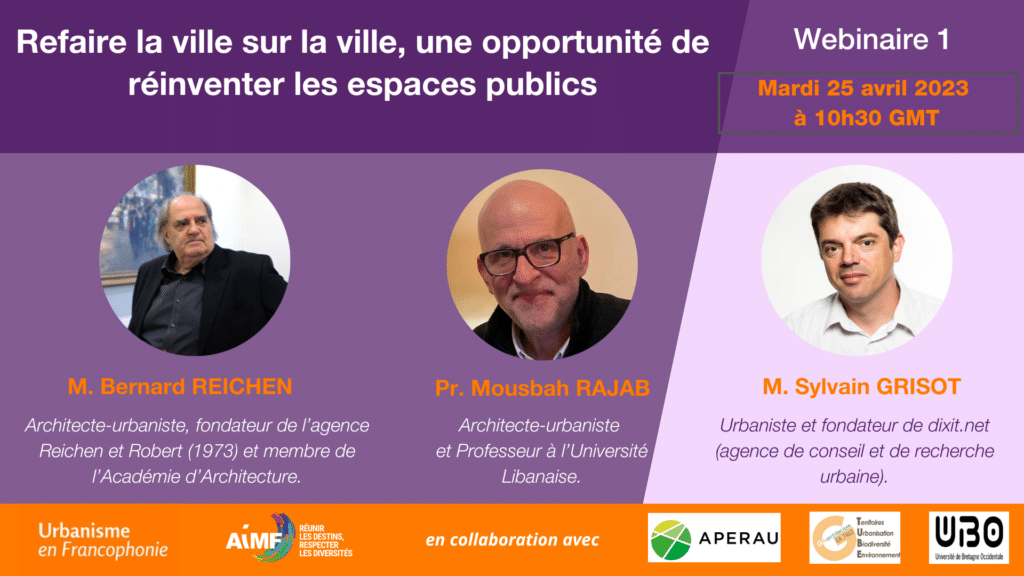 Refaire la ville sur la ville, une opportunité de
réinventer les espaces publics
Webinaire 1
Mardi 25 avril 2023
à 10h30 GMT
M. Bernard REICHEN
Architecte-urbaniste, fondateur de l'agence
Reichen et Robert (1973) et membre de
l'Académie d'Architecture.
Pr. Mousbah RAJAB
Architecte-urbaniste
et Professeur à l'Université
Libanaise.
M. Sylvain GRISOT
Urbaniste et fondateur de dixit.net
(agence de conseil et de recherche
urbaine).
Urbanisme
en Francophonie
AIMF
RÉUNIR
LES DESTINS,
RESPECTER
LES DIVERSITÉS
en collaboration avec
APERAU
Territoires
Urbanisation
Biodiversité
Environnement
UBO
Université de Bretagne Occidentale